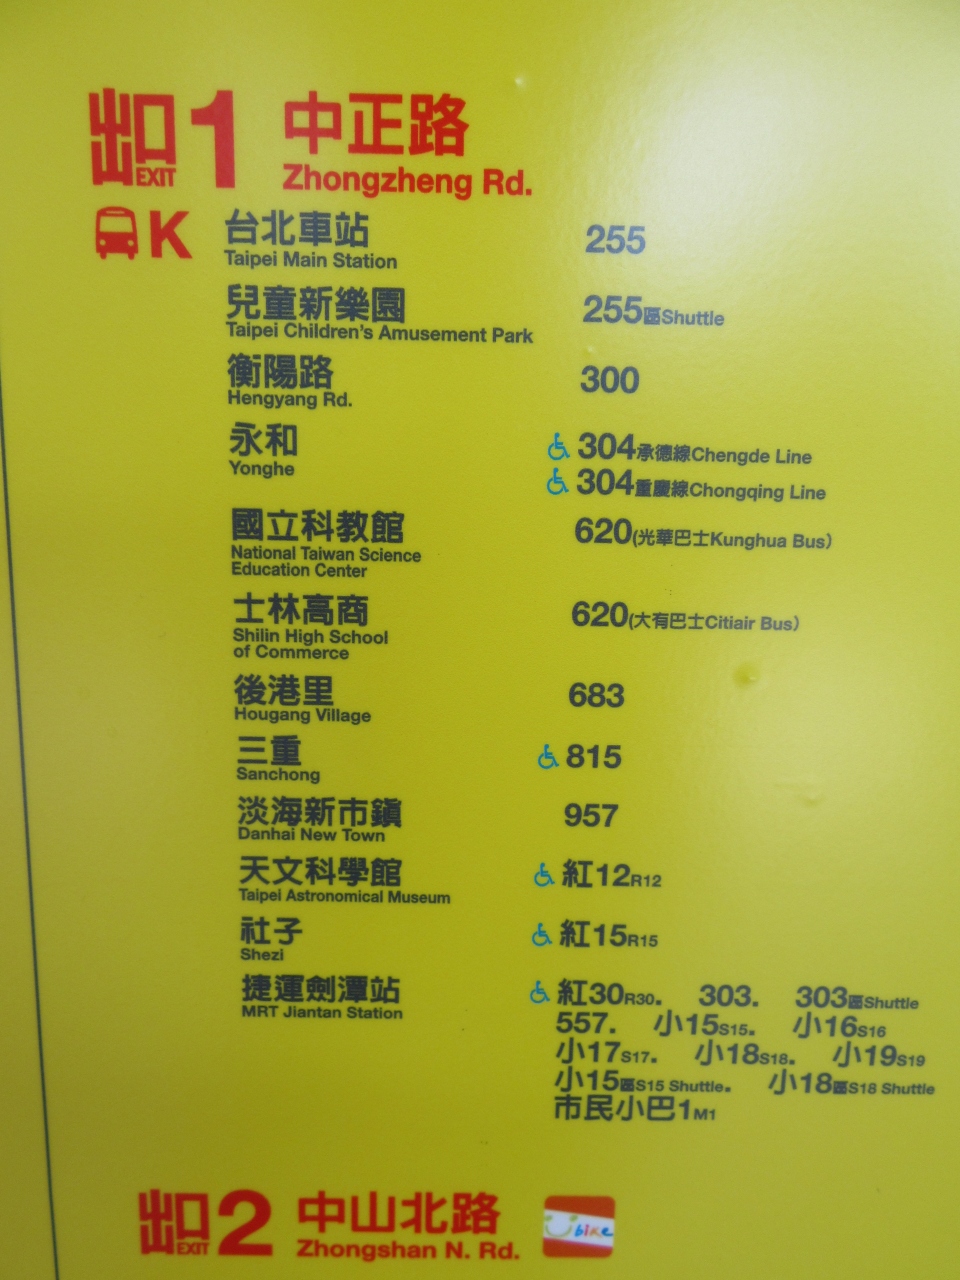 出口 EXIT 1 中正路
Zhongzheng Rd.
K 台北車站 255
Taipei Main Station
兒童新樂園 255區Shuttle
Taipei Children's Amusement Park
衡陽路 300
Hengyang Rd.
永和 304承德線Chengde Line
Yonghe 304重慶線Chongqing Line
國立科教館 620(光華巴士Kunghua Bus)
National Taiwan Science
Education Center
士林高商 620(大有巴士Citiair Bus)
Shilin High School
of Commerce
後港里 683
Hougang Village
三重 815
Sanchong
淡海新市鎮 957
Danhai New Town
天文科學館 紅12R12
Taipei Astronomical Museum
社子 紅15R15
Shezi
捷運劍潭站 紅30R30. 303. 303區Shuttle
MRT Jiantan Station
557. 小15S15. 小16S16
小17S17. 小18S18. 小19S19
小15區S15 Shuttle. 小18區S18 Shuttle
市民小巴1M1
出口 EXIT 2 中山北路 Ubike
Zhongshan N. Rd.